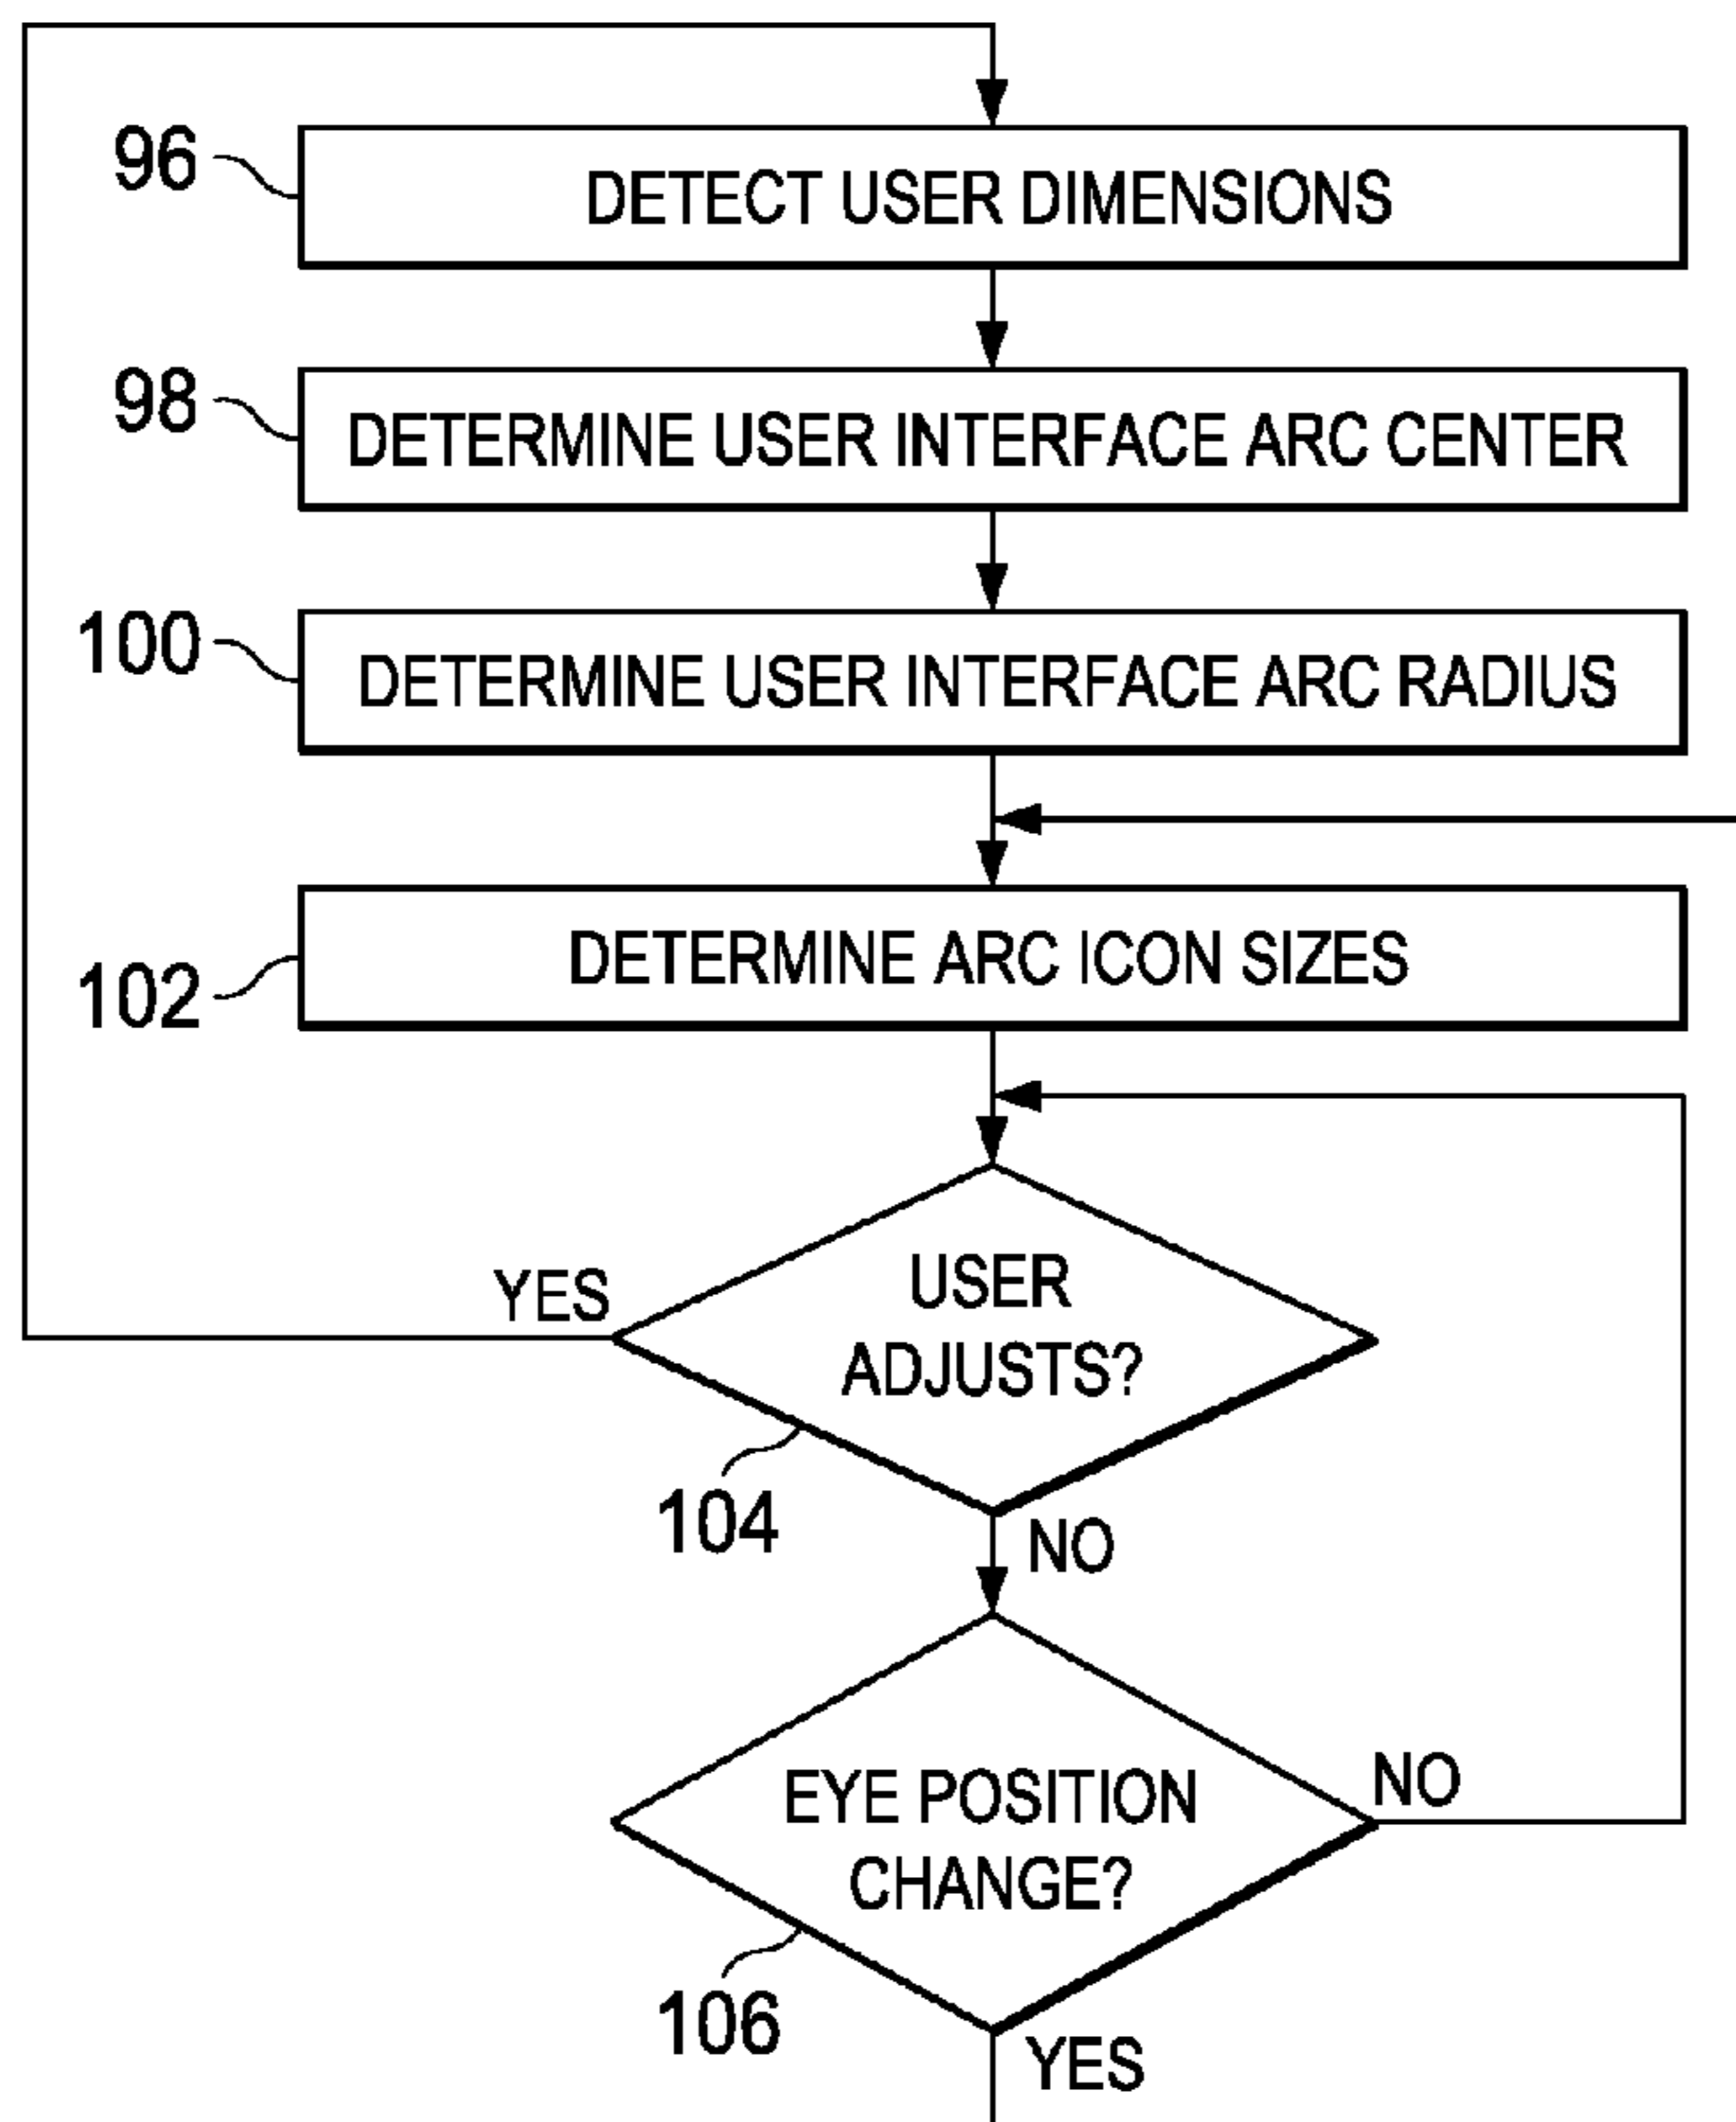 96
DETECT USER DIMENSIONS
98
DETERMINE USER INTERFACE ARC CENTER
100
DETERMINE USER INTERFACE ARC RADIUS
102
DETERMINE ARC ICON SIZES
YES
USER
ADJUSTS?
104
NO
EYE POSITION
CHANGE?
NO
106
YES